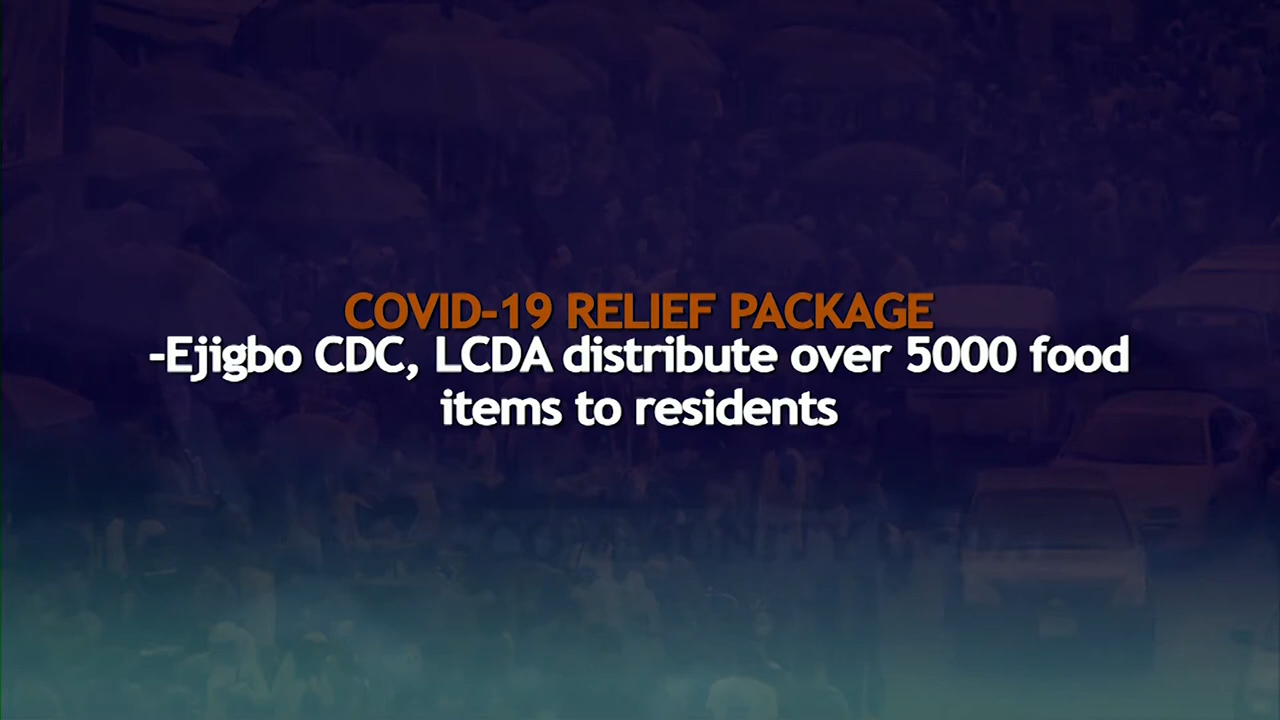 COVID-19 RELIEF PACKAGE
-Ejigbo CDC, LCDA distribute over 5000 food
items to residents